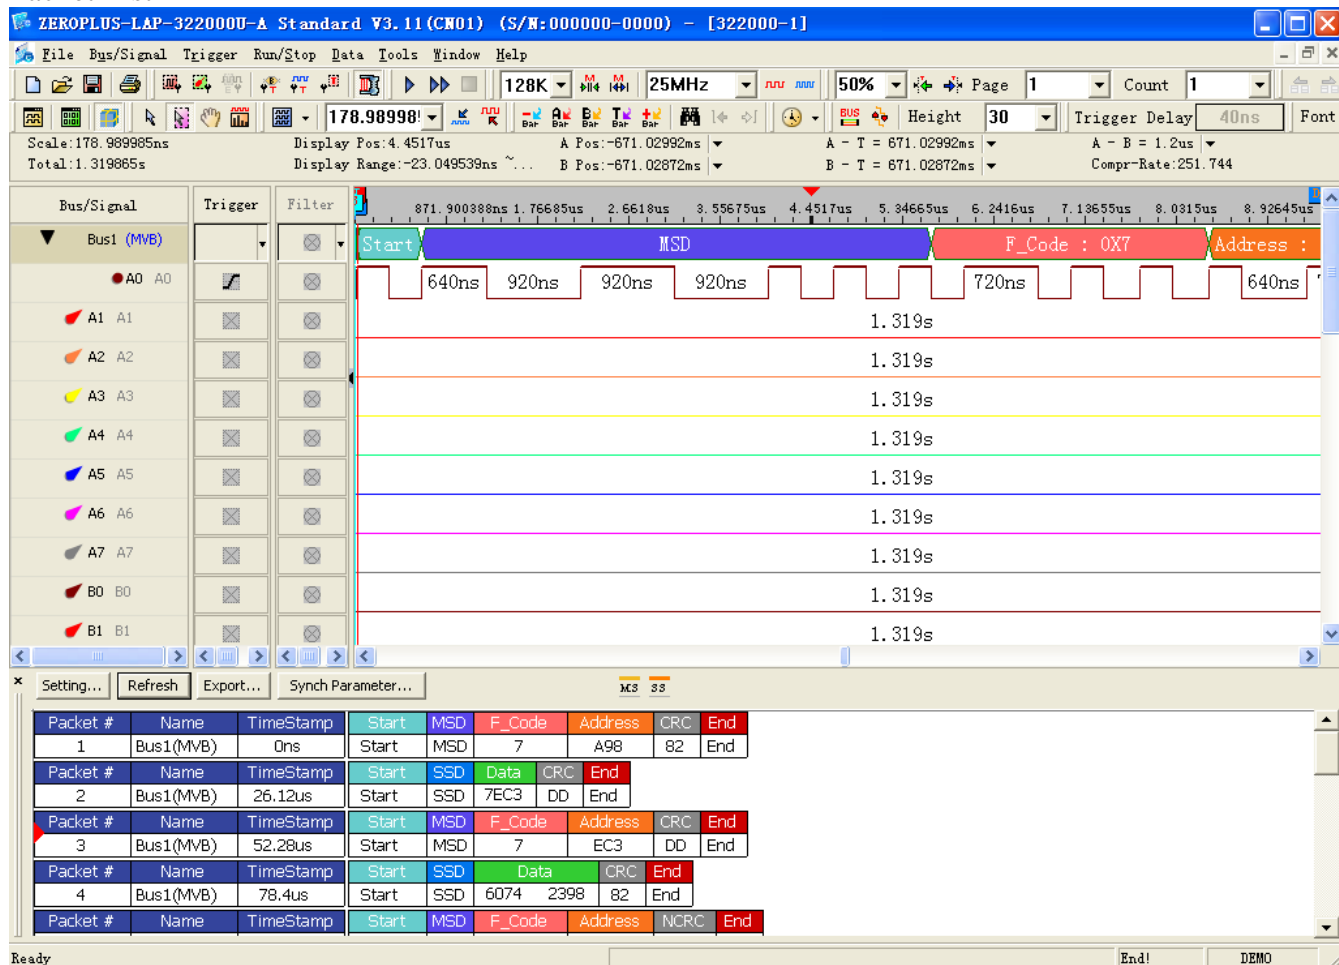 ZEROPLUS-LAP-322000U-A Standard V3.11(CN01) (S/N:000000-0000) - [322000-1]
File Bus/Signal Trigger Run/Stop Data Tools Window Help
128K 25MHz 50% Page 1 Count 1
178.98998! Bar Bar Bar Bar BUS Height 30 Trigger Delay 40ns Font
Scale:178.989985ns Display Pos:4.4517us A Pos:-671.02992ms A - T = 671.02992ms A - B = 1.2us
Total:1.319865s Display Range:-23.049539ns ~... B Pos:-671.02872ms B - T = 671.02872ms Compr-Rate:251.744
Bus/Signal Trigger Filter 871.900388ns 1.76685us 2.6618us 3.55675us 4.4517us 5.34665us 6.2416us 7.13655us 8.0315us 8.92645us
Bus1 (MVB) Start MSD F_Code : 0X7 Address :
A0 A0 640ns 920ns 920ns 920ns 720ns 640ns
A1 A1 1.319s
A2 A2 1.319s
A3 A3 1.319s
A4 A4 1.319s
A5 A5 1.319s
A6 A6 1.319s
A7 A7 1.319s
B0 B0 1.319s
B1 B1 1.319s
Setting... Refresh Export... Synch Parameter... MS SS
Packet # Name TimeStamp Start MSD F_Code Address CRC End
1 Bus1(MVB) 0ns Start MSD 7 A98 82 End
Packet # Name TimeStamp Start SSD Data CRC End
2 Bus1(MVB) 26.12us Start SSD 7EC3 DD End
Packet # Name TimeStamp Start MSD F_Code Address CRC End
3 Bus1(MVB) 52.28us Start MSD 7 EC3 DD End
Packet # Name TimeStamp Start SSD Data CRC End
4 Bus1(MVB) 78.4us Start SSD 6074 2398 82 End
Packet # Name TimeStamp Start MSD F_Code Address NCRC End
Ready End! DEMO